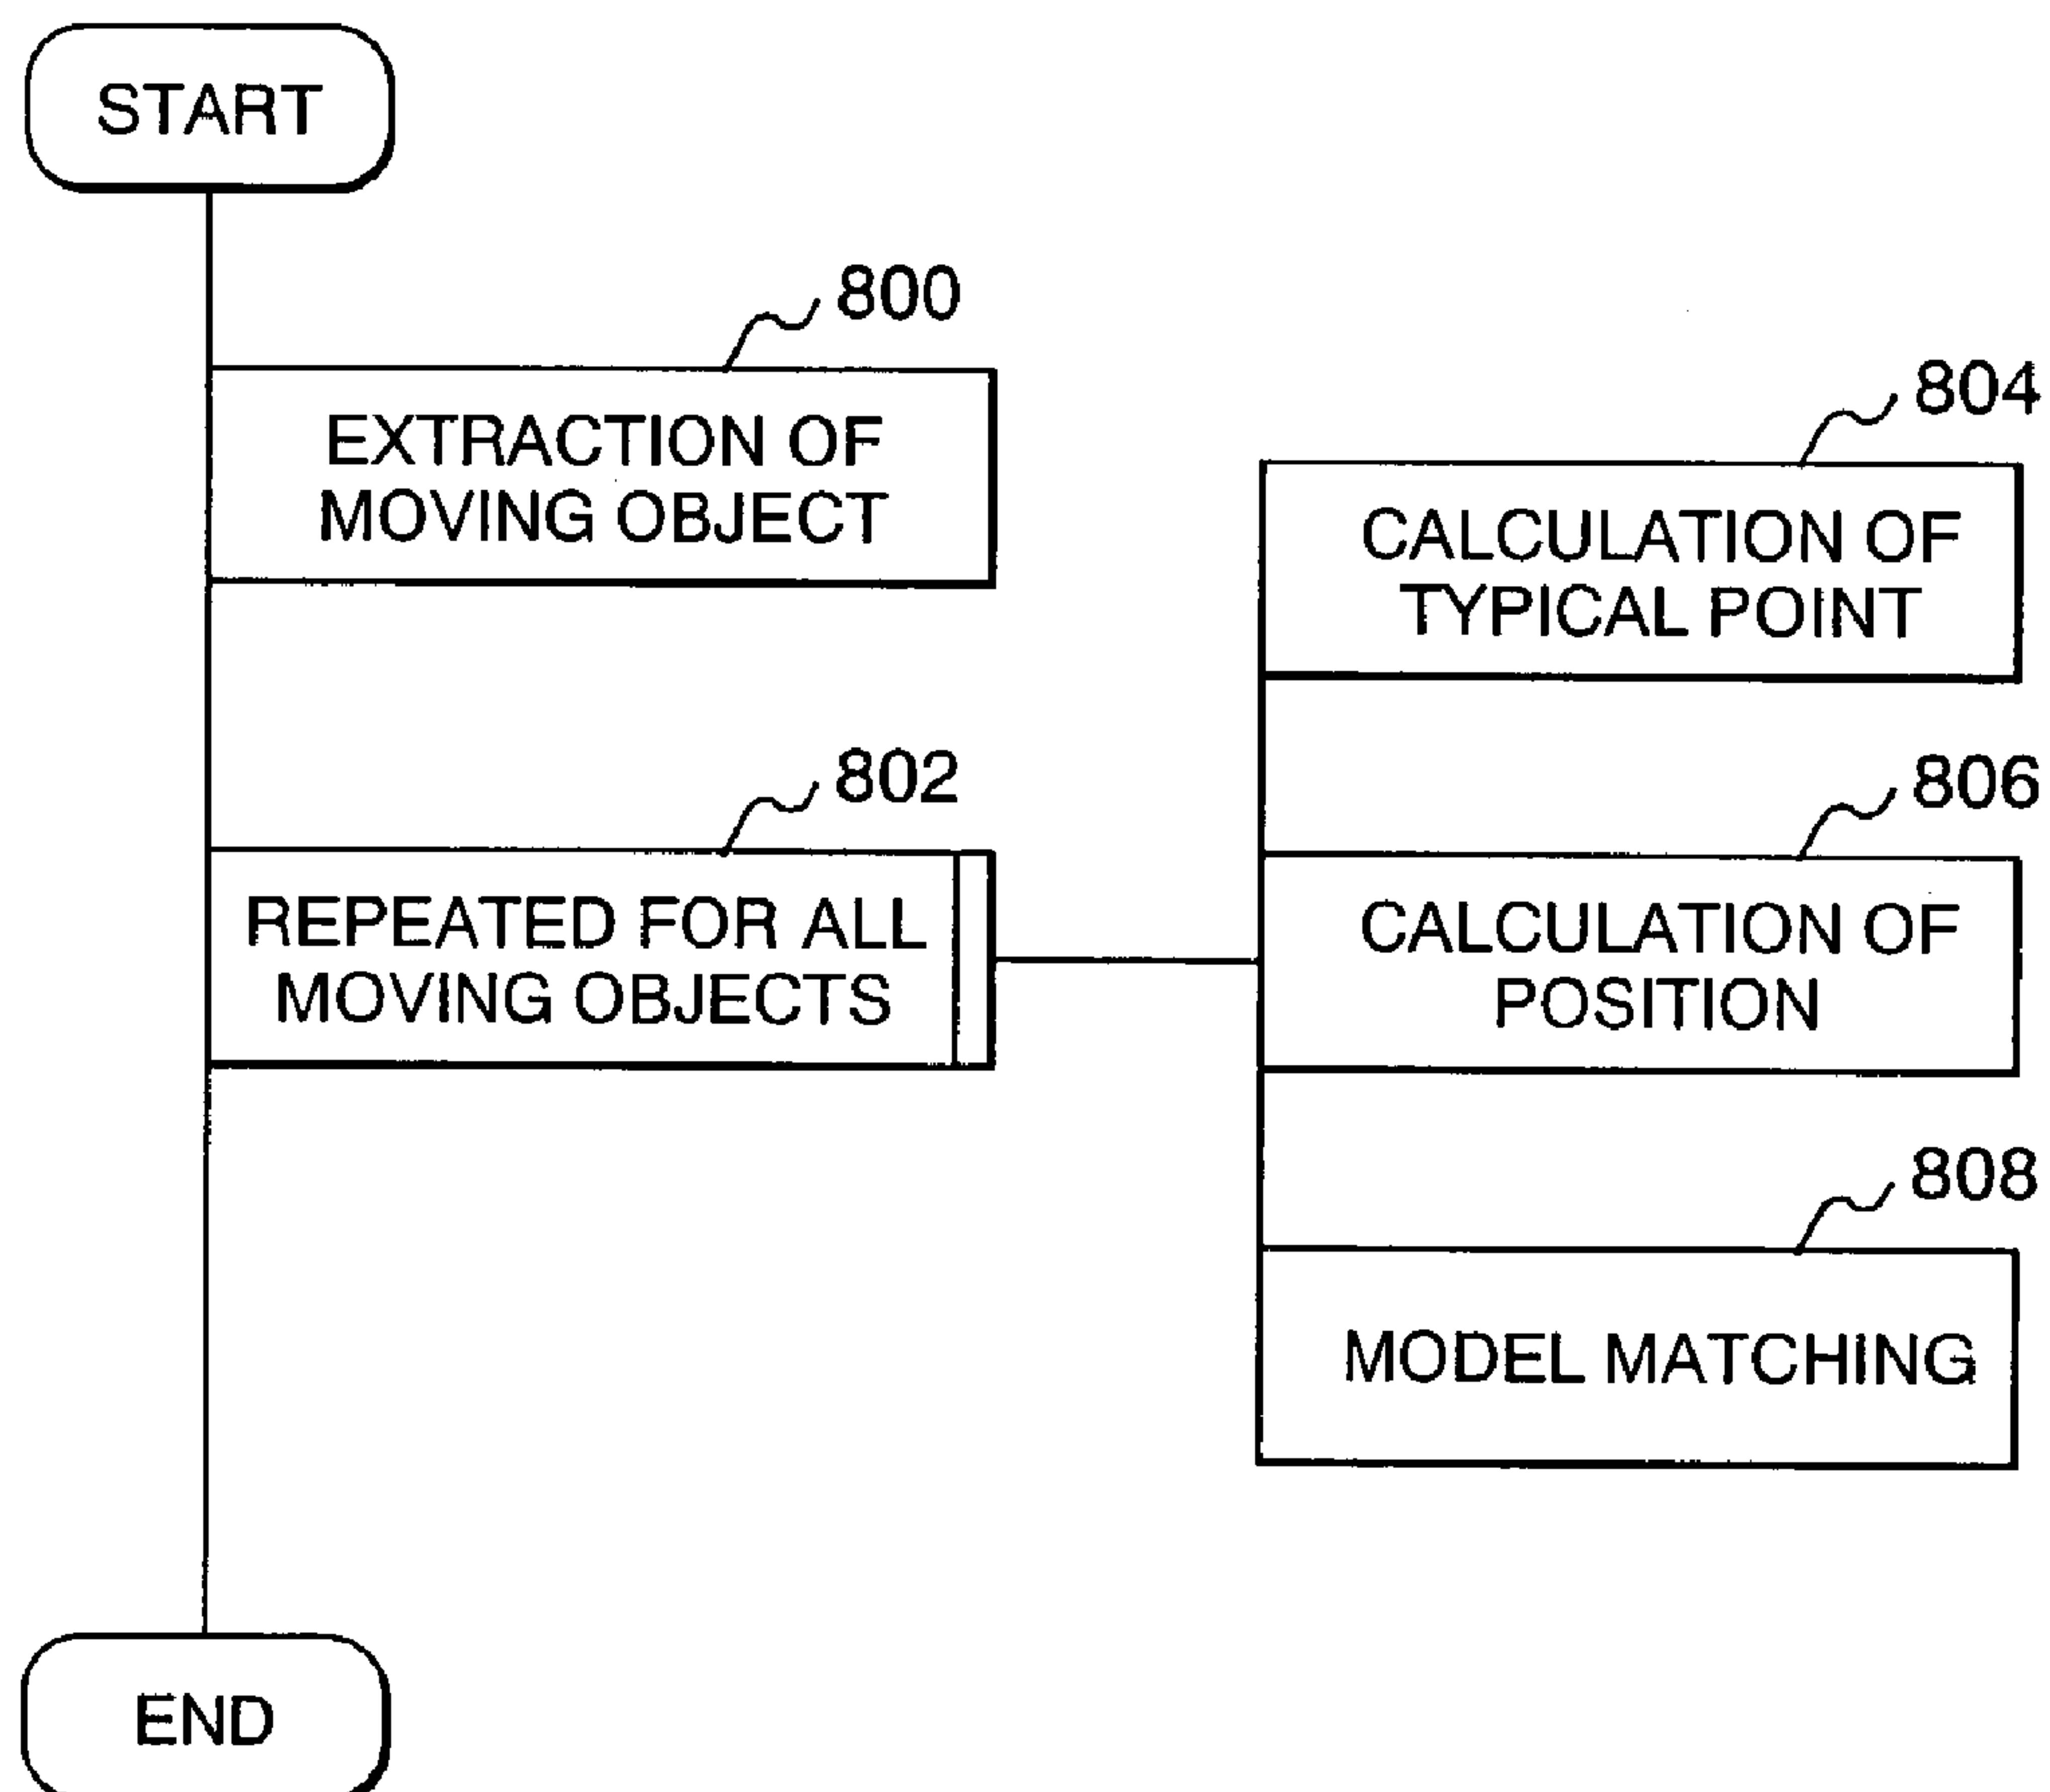 START
800
EXTRACTION OF
MOVING OBJECT
802
REPEATED FOR ALL
MOVING OBJECTS
804
CALCULATION OF
TYPICAL POINT
806
CALCULATION OF
POSITION
808
MODEL MATCHING
END